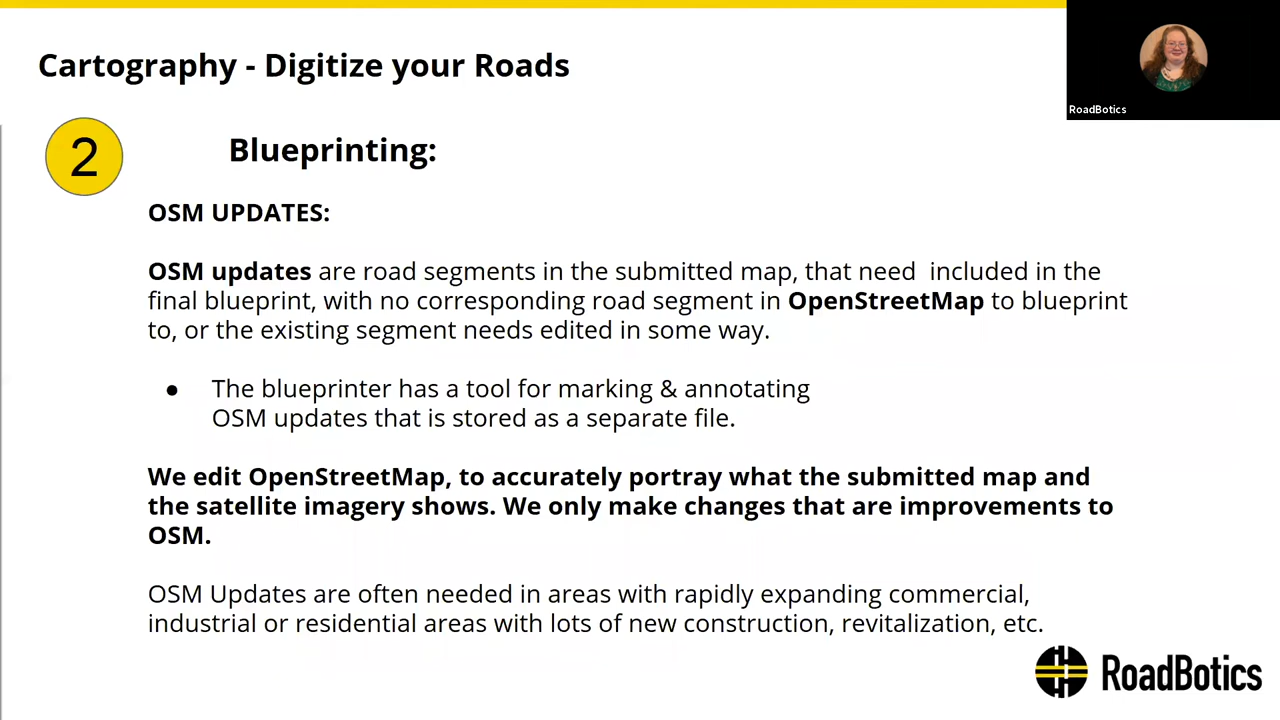 Cartography - Digitize your Roads
RoadBotics
2
Blueprinting:
OSM UPDATES:
OSM updates are road segments in the submitted map, that need  included in the
final blueprint, with no corresponding road segment in OpenStreetMap to blueprint
to, or the existing segment needs edited in some way.
● The blueprinter has a tool for marking & annotating
OSM updates that is stored as a separate file.
We edit OpenStreetMap, to accurately portray what the submitted map and
the satellite imagery shows. We only make changes that are improvements to
OSM.
OSM Updates are often needed in areas with rapidly expanding commercial,
industrial or residential areas with lots of new construction, revitalization, etc.
RoadBotics